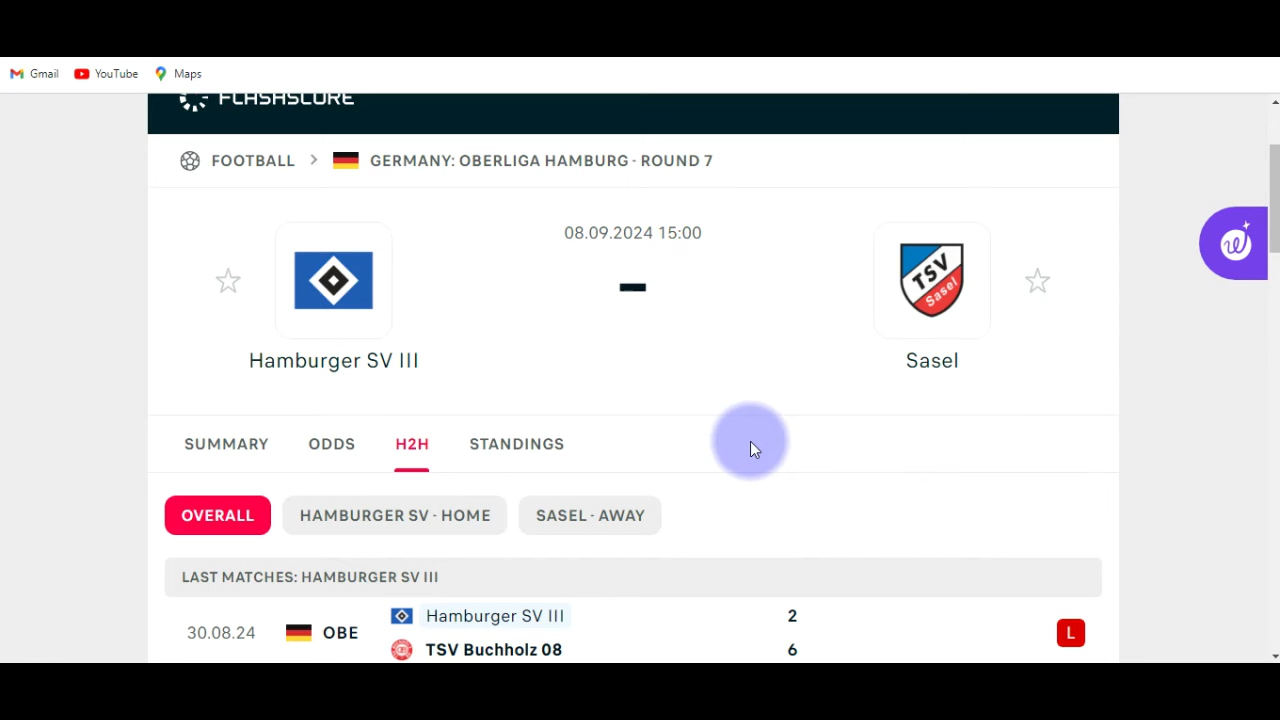 Gmail YouTube Maps
FLASHSCORE
FOOTBALL > GERMANY: OBERLIGA HAMBURG - ROUND 7
08.09.2024 15:00
-
TSV
Sasel
Hamburger SV III
Sasel
SUMMARY ODDS H2H STANDINGS
OVERALL HAMBURGER SV - HOME SASEL - AWAY
LAST MATCHES: HAMBURGER SV III
30.08.24 OBE Hamburger SV III 2 L
TSV Buchholz 08 6